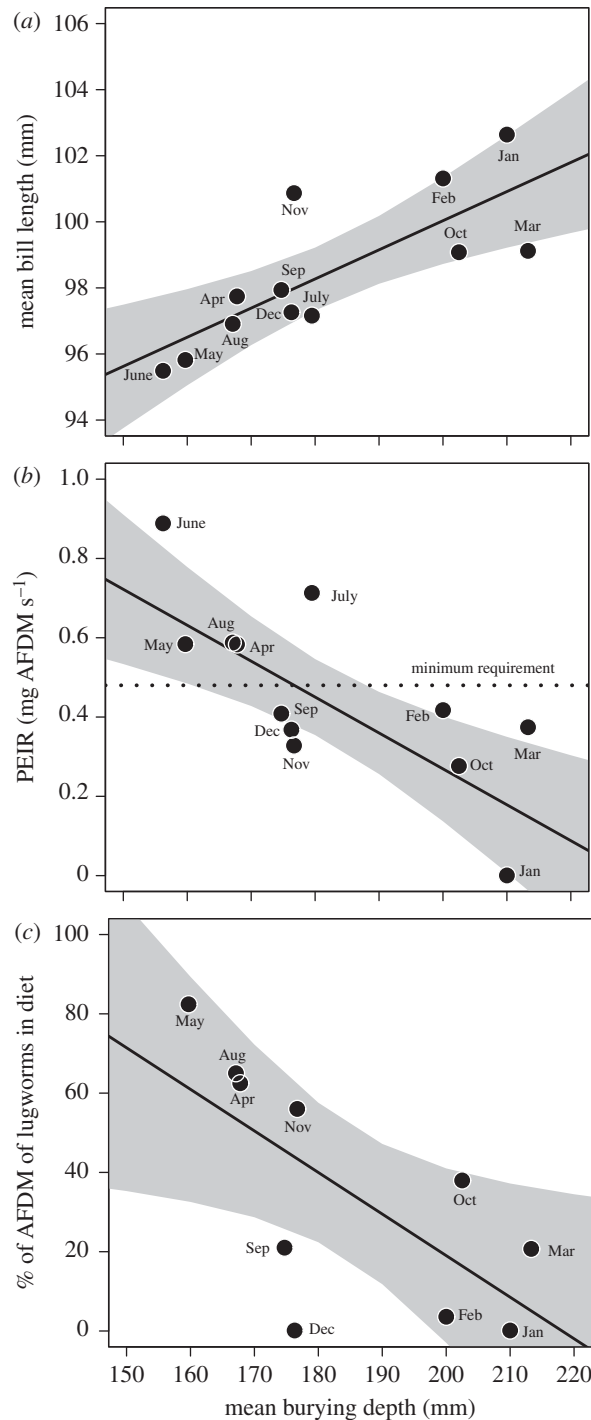 (a)
106
104
102
100
98
96
94
mean bill length (mm)
Jan
Feb
Nov
Oct
Mar
Sep
Apr
July
Dec
Aug
May
June
(b)
1.0
0.8
0.6
0.4
0.2
0
PEIR (mg AFDM s⁻¹)
June
July
Aug
May
Apr
minimum requirement
Sep
Feb
Dec
Mar
Nov
Oct
Jan
(c)
100
80
60
40
20
0
% of AFDM of lugworms in diet
May
Aug
Apr
Nov
Oct
Sep
Mar
Feb
Dec
Jan
150 160 170 180 190 200 210 220
mean burying depth (mm)